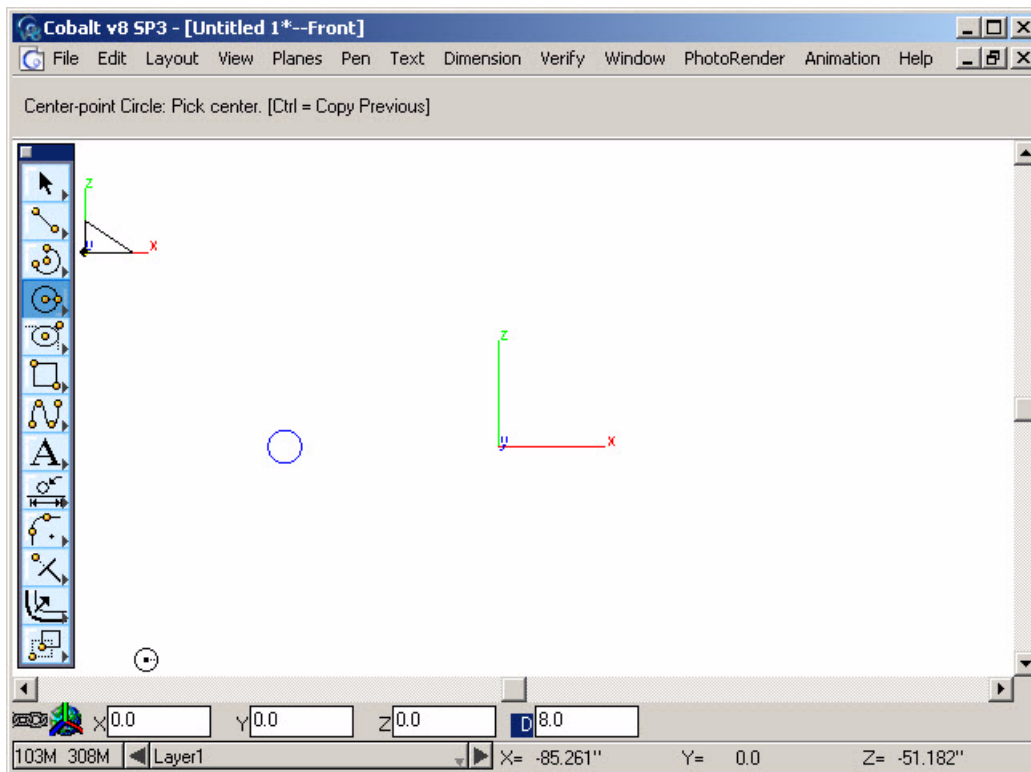 Cobalt v8 SP3 - [Untitled 1*--Front]
File Edit Layout View Planes Pen Text Dimension Verify Window PhotoRender Animation Help
Center-point Circle: Pick center. [Ctrl = Copy Previous]
z
y x
z
y x
A
X 0.0 Y 0.0 Z 0.0 D 8.0
103M 308M Layer1 X= -85.261" Y= 0.0 Z= -51.182"